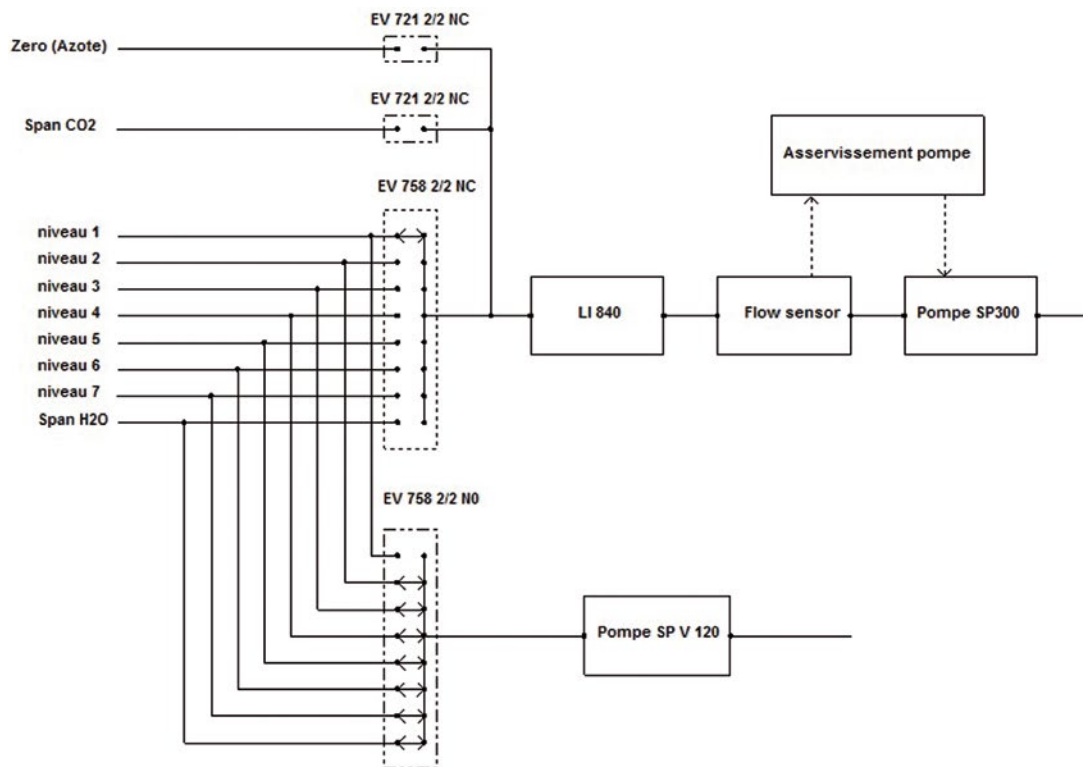 EV 721 2/2 NC
Zero (Azote)
EV 721 2/2 NC
Span CO2
Asservissement pompe
EV 758 2/2 NC
niveau 1
niveau 2
niveau 3
niveau 4
niveau 5
niveau 6
niveau 7
Span H2O
LI 840
Flow sensor
Pompe SP300
EV 758 2/2 N0
Pompe SP V 120